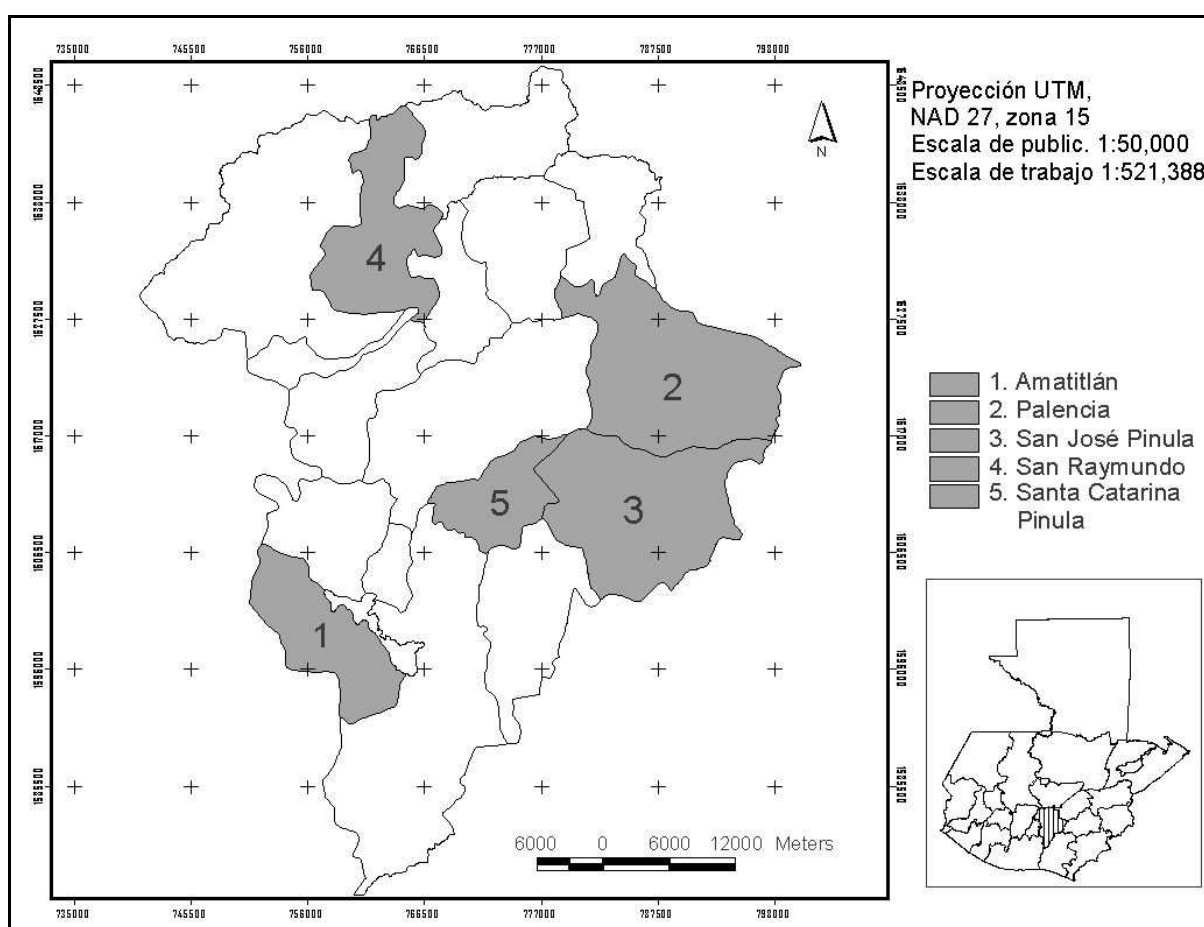 735000 745500 756000 766500 777000 787500 798000
N
Proyección UTM,
NAD 27, zona 15
Escala de public. 1:50,000
Escala de trabajo 1:521,388
4
2
5
3
1
1. Amatitlán
2. Palencia
3. San José Pinula
4. San Raymundo
5. Santa Catarina
Pinula
6000 0 6000 12000 Meters
735000 745500 756000 766500 777000 787500 798000